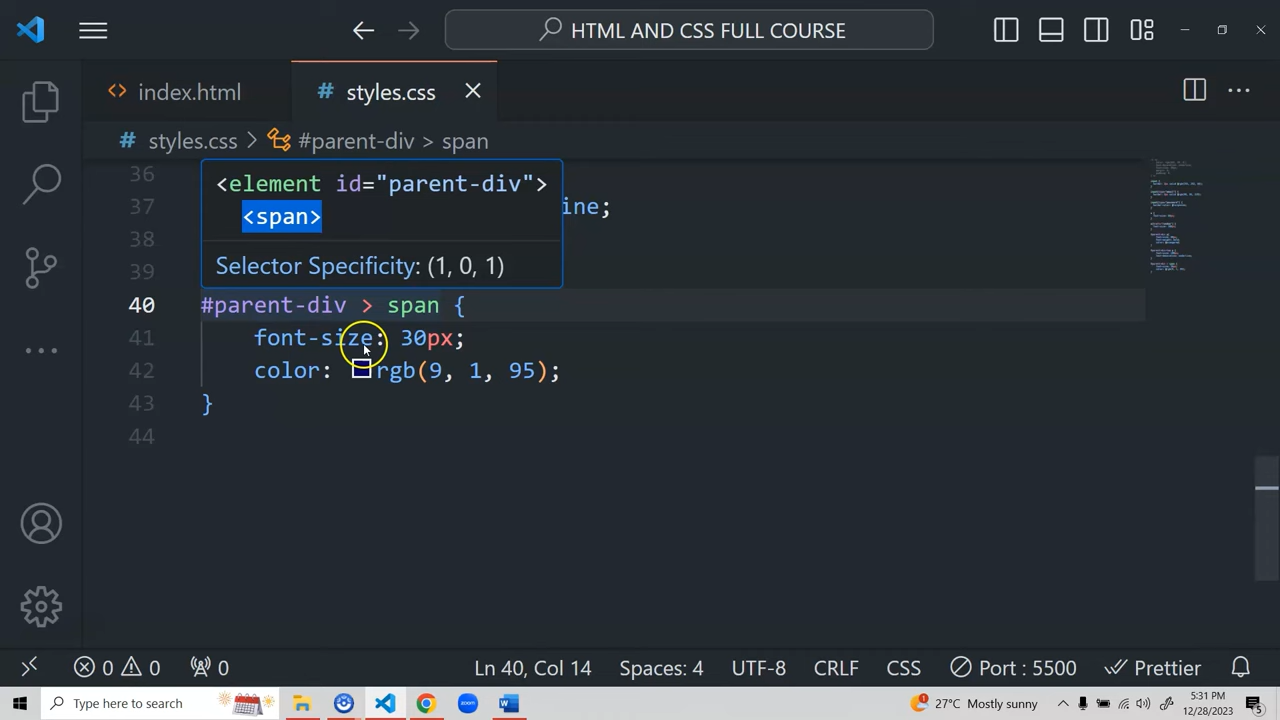 HTML AND CSS FULL COURSE
index.html
# styles.css
# styles.css > #parent-div > span
36
<element id="parent-div">
37 ine;
<span>
38
Selector Specificity: (1, 0, 1)
39
40 #parent-div > span {
41 font-size: 30px;
42 color: rgb(9, 1, 95);
43 }
44
0 0 0
Ln 40, Col 14
Spaces: 4
UTF-8
CRLF
CSS
Port : 5500
Prettier
Type here to search
27°C Mostly sunny
5:31 PM
12/28/2023
5